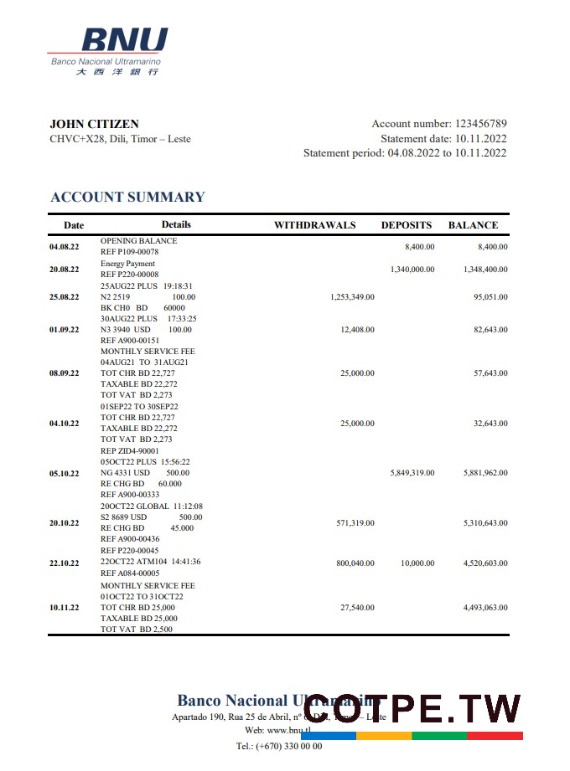 BNU
Banco Nacional Ultramarino
大 西 洋 銀 行
JOHN CITIZEN
CHVC+X28, Dili, Timor – Leste
Account number: 123456789
Statement date: 10.11.2022
Statement period: 04.08.2022 to 10.11.2022
ACCOUNT SUMMARY
Date Details WITHDRAWALS DEPOSITS BALANCE
OPENING BALANCE
04.08.22 8,400.00 8,400.00
REF P109-00078
Energy Payment
20.08.22 1,340,000.00 1,348,400.00
REF P220-00008
25AUG22 PLUS 19:18:31
25.08.22 N2 2519 100.00 1,253,349.00 95,051.00
BK CH0 BD 60000
30AUG22 PLUS 17:33:25
01.09.22 N3 3940 USD 100.00 12,408.00 82,643.00
REF A900-00151
MONTHLY SERVICE FEE
04AUG21 TO 31AUG21
08.09.22 TOT CHR BD 22,727 25,000.00 57,643.00
TAXABLE BD 22,272
TOT VAT BD 2,273
01SEP22 TO 30SEP22
04.10.22 TOT CHR BD 22,727 25,000.00 32,643.00
TAXABLE BD 22,272
TOT VAT BD 2,273
REP ZID4-90001
05OCT22 PLUS 15:56:22
05.10.22 NG 4331 USD 500.00 5,849,319.00 5,881,962.00
RE CHG BD 60.000
REF A900-00333
20OCT22 GLOBAL 11:12:08
S2 8689 USD 500.00
20.10.22 RE CHG BD 45.000 571,319.00 5,310,643.00
REF A900-00436
REF P220-00045
22.10.22 22OCT22 ATM104 14:41:36 800,040.00 10,000.00 4,520,603.00
REF A084-00005
MONTHLY SERVICE FEE
01OCT22 TO 31OCT22
10.11.22 TOT CHR BD 25,000 27,540.00 4,493,063.00
TAXABLE BD 25,000
TOT VAT BD 2,500
Banco Nacional Ultramarino
COTPE.TW
Apartado 190, Rua 25 de Abril, Leste
Web: www.bnu.tl
Tel.: (+670) 330 00 00